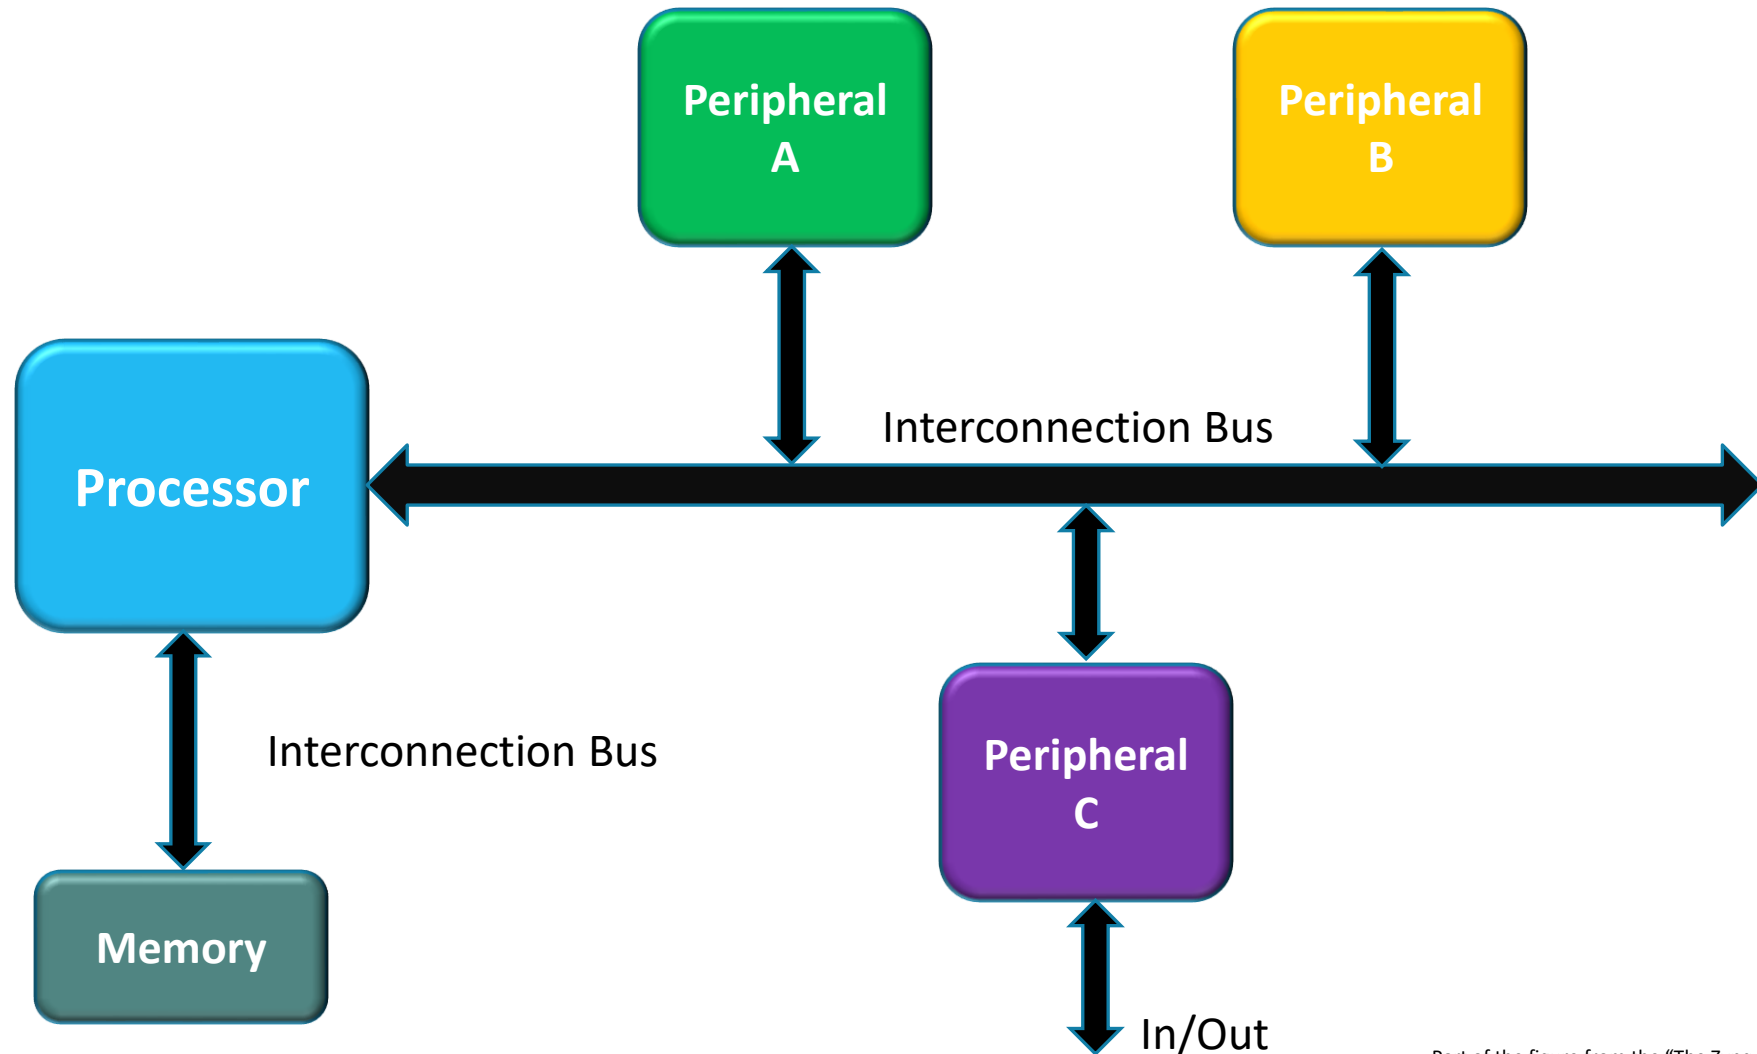 Peripheral
A
Peripheral
B
Interconnection Bus
Processor
Interconnection Bus
Peripheral
C
Memory
In/Out